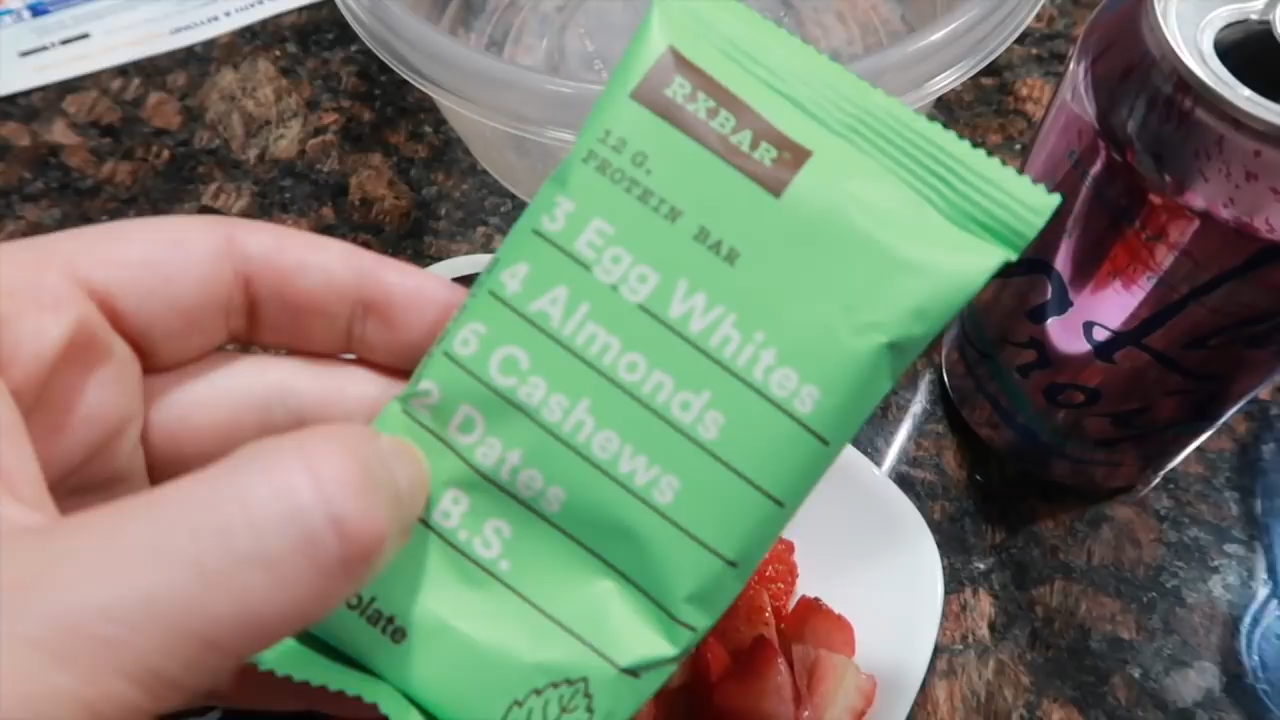 RXBAR
12 G.
PROTEIN BAR
3 Egg Whites
4 Almonds
6 Cashews
2 Dates
B.S.
olate